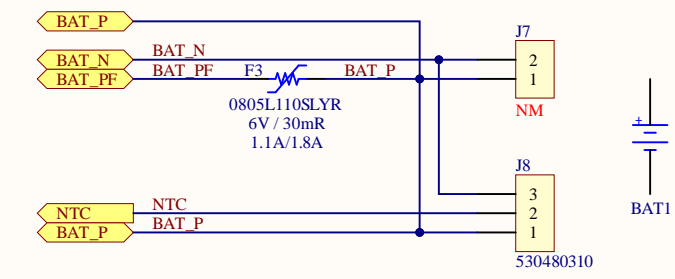 BAT_P
J7
BAT_N
BAT_N
2
BAT_PF
BAT_PF
F3
BAT_P
1
0805L110SLYR
NM
6V / 30mR
1.1A/1.8A
+
J8
3
NTC
NTC
2
BAT1
BAT_P
BAT_P
1
530480310